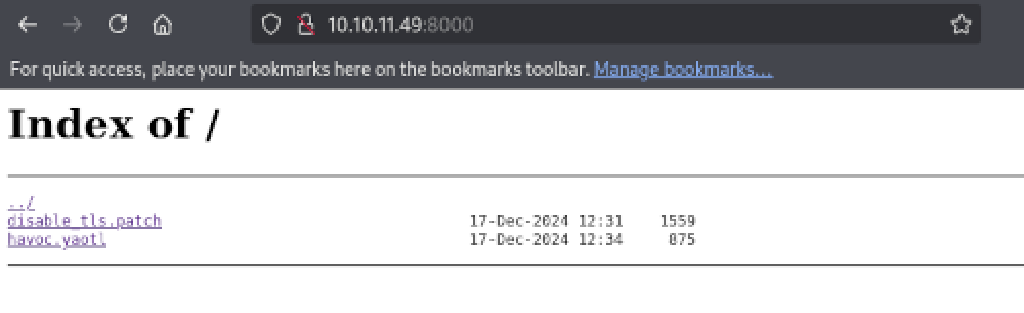 10.10.11.49:8000
For quick access, place your bookmarks here on the bookmarks toolbar. Manage bookmarks...
Index of /
../
disable_tls.patch 17-Dec-2024 12:31 1559
havoc.yaotl 17-Dec-2024 12:34 875